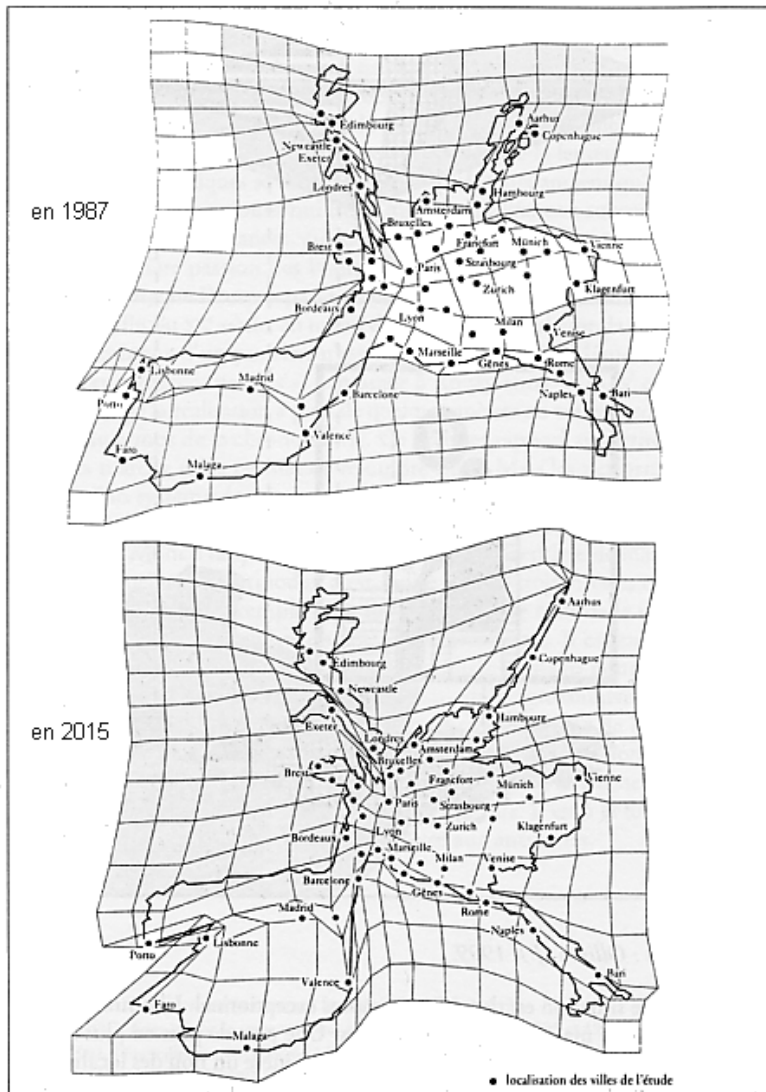 en 1987
Aarhus
Edimbourg
Copenhague
Newcastle
Exeter
Londres
Hambourg
Amsterdam
Bruxelles
Brest
Francfort
Münich
Vienne
Strasbourg
Paris
Zurich
Klagenfurt
Bordeaux
Lyon
Milan
Venise
Marseille
Gênes
Rome
Lisbonne
Madrid
Barcelone
Porto
Naples
Bari
Valence
Faro
Malaga
en 2015
Aarhus
Edimbourg
Copenhague
Newcastle
Hambourg
Exeter
Londres
Amsterdam
Bruxelles
Brest
Francfort
Münich
Vienne
Paris
Strasbourg
Lyon
Zurich
Klagenfurt
Bordeaux
Marseille
Milan
Venise
Barcelone
Gênes
Rome
Madrid
Naples
Lisbonne
Porto
Bari
Valence
Faro
Malaga
localisation des villes de l'étude